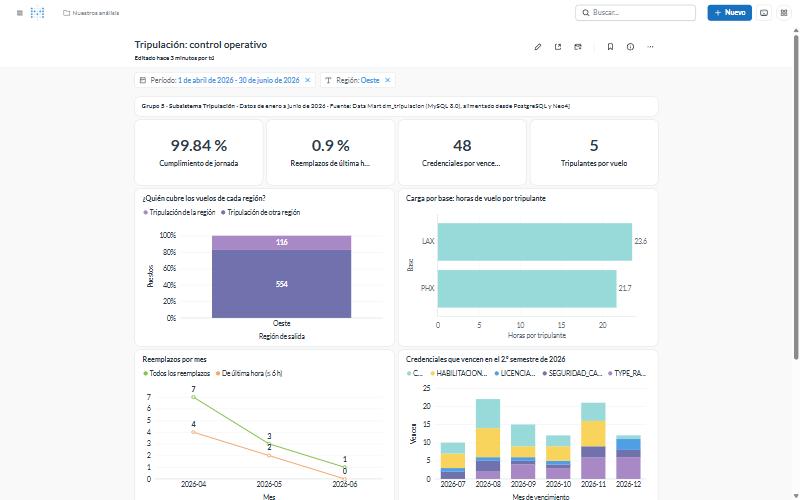 Nuestros análisis
Buscar...
+ Nuevo
Tripulación: control operativo
Editado hace 3 minutos por tú
Período: 1 de abril de 2026 - 30 de junio de 2026 ×
Región: Oeste ×
Grupo 5 - Subsistema Tripulación - Datos de enero a junio de 2026 - Fuente: Data Mart dm_tripulacion (MySQL 8.0), alimentado desde PostgreSQL y Neo4j
99.84 %
Cumplimiento de jornada
0.9 %
Reemplazos de última h...
48
Credenciales por vence...
5
Tripulantes por vuelo
¿Quién cubre los vuelos de cada región?
Tripulación de la región
Tripulación de otra región
Puestos
100%
80%
60%
40%
20%
0%
116
554
Oeste
Región de salida
Carga por base: horas de vuelo por tripulante
Base
LAX
23.6
PHX
21.7
0 5 10 15 20
Horas por tripulante
Reemplazos por mes
Todos los reemplazos
De última hora (≤ 6 h)
7
6
5
4
3
2
1
0
7
4
3
2
1
0
2026-04 2026-05 2026-06
Mes
Credenciales que vencen en el 2.º semestre de 2026
C... HABILITACION... LICENCIA... SEGURIDAD_CA... TYPE_RA...
Vencen
25
20
15
10
5
0
2026-07 2026-08 2026-09 2026-10 2026-11 2026-12
Mes de vencimiento